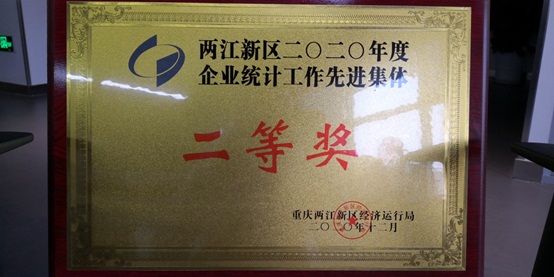 两江新区二〇二〇年度
企业统计工作先进集体
二等奖
重庆两江新区经济运行局
二〇二〇年十二月